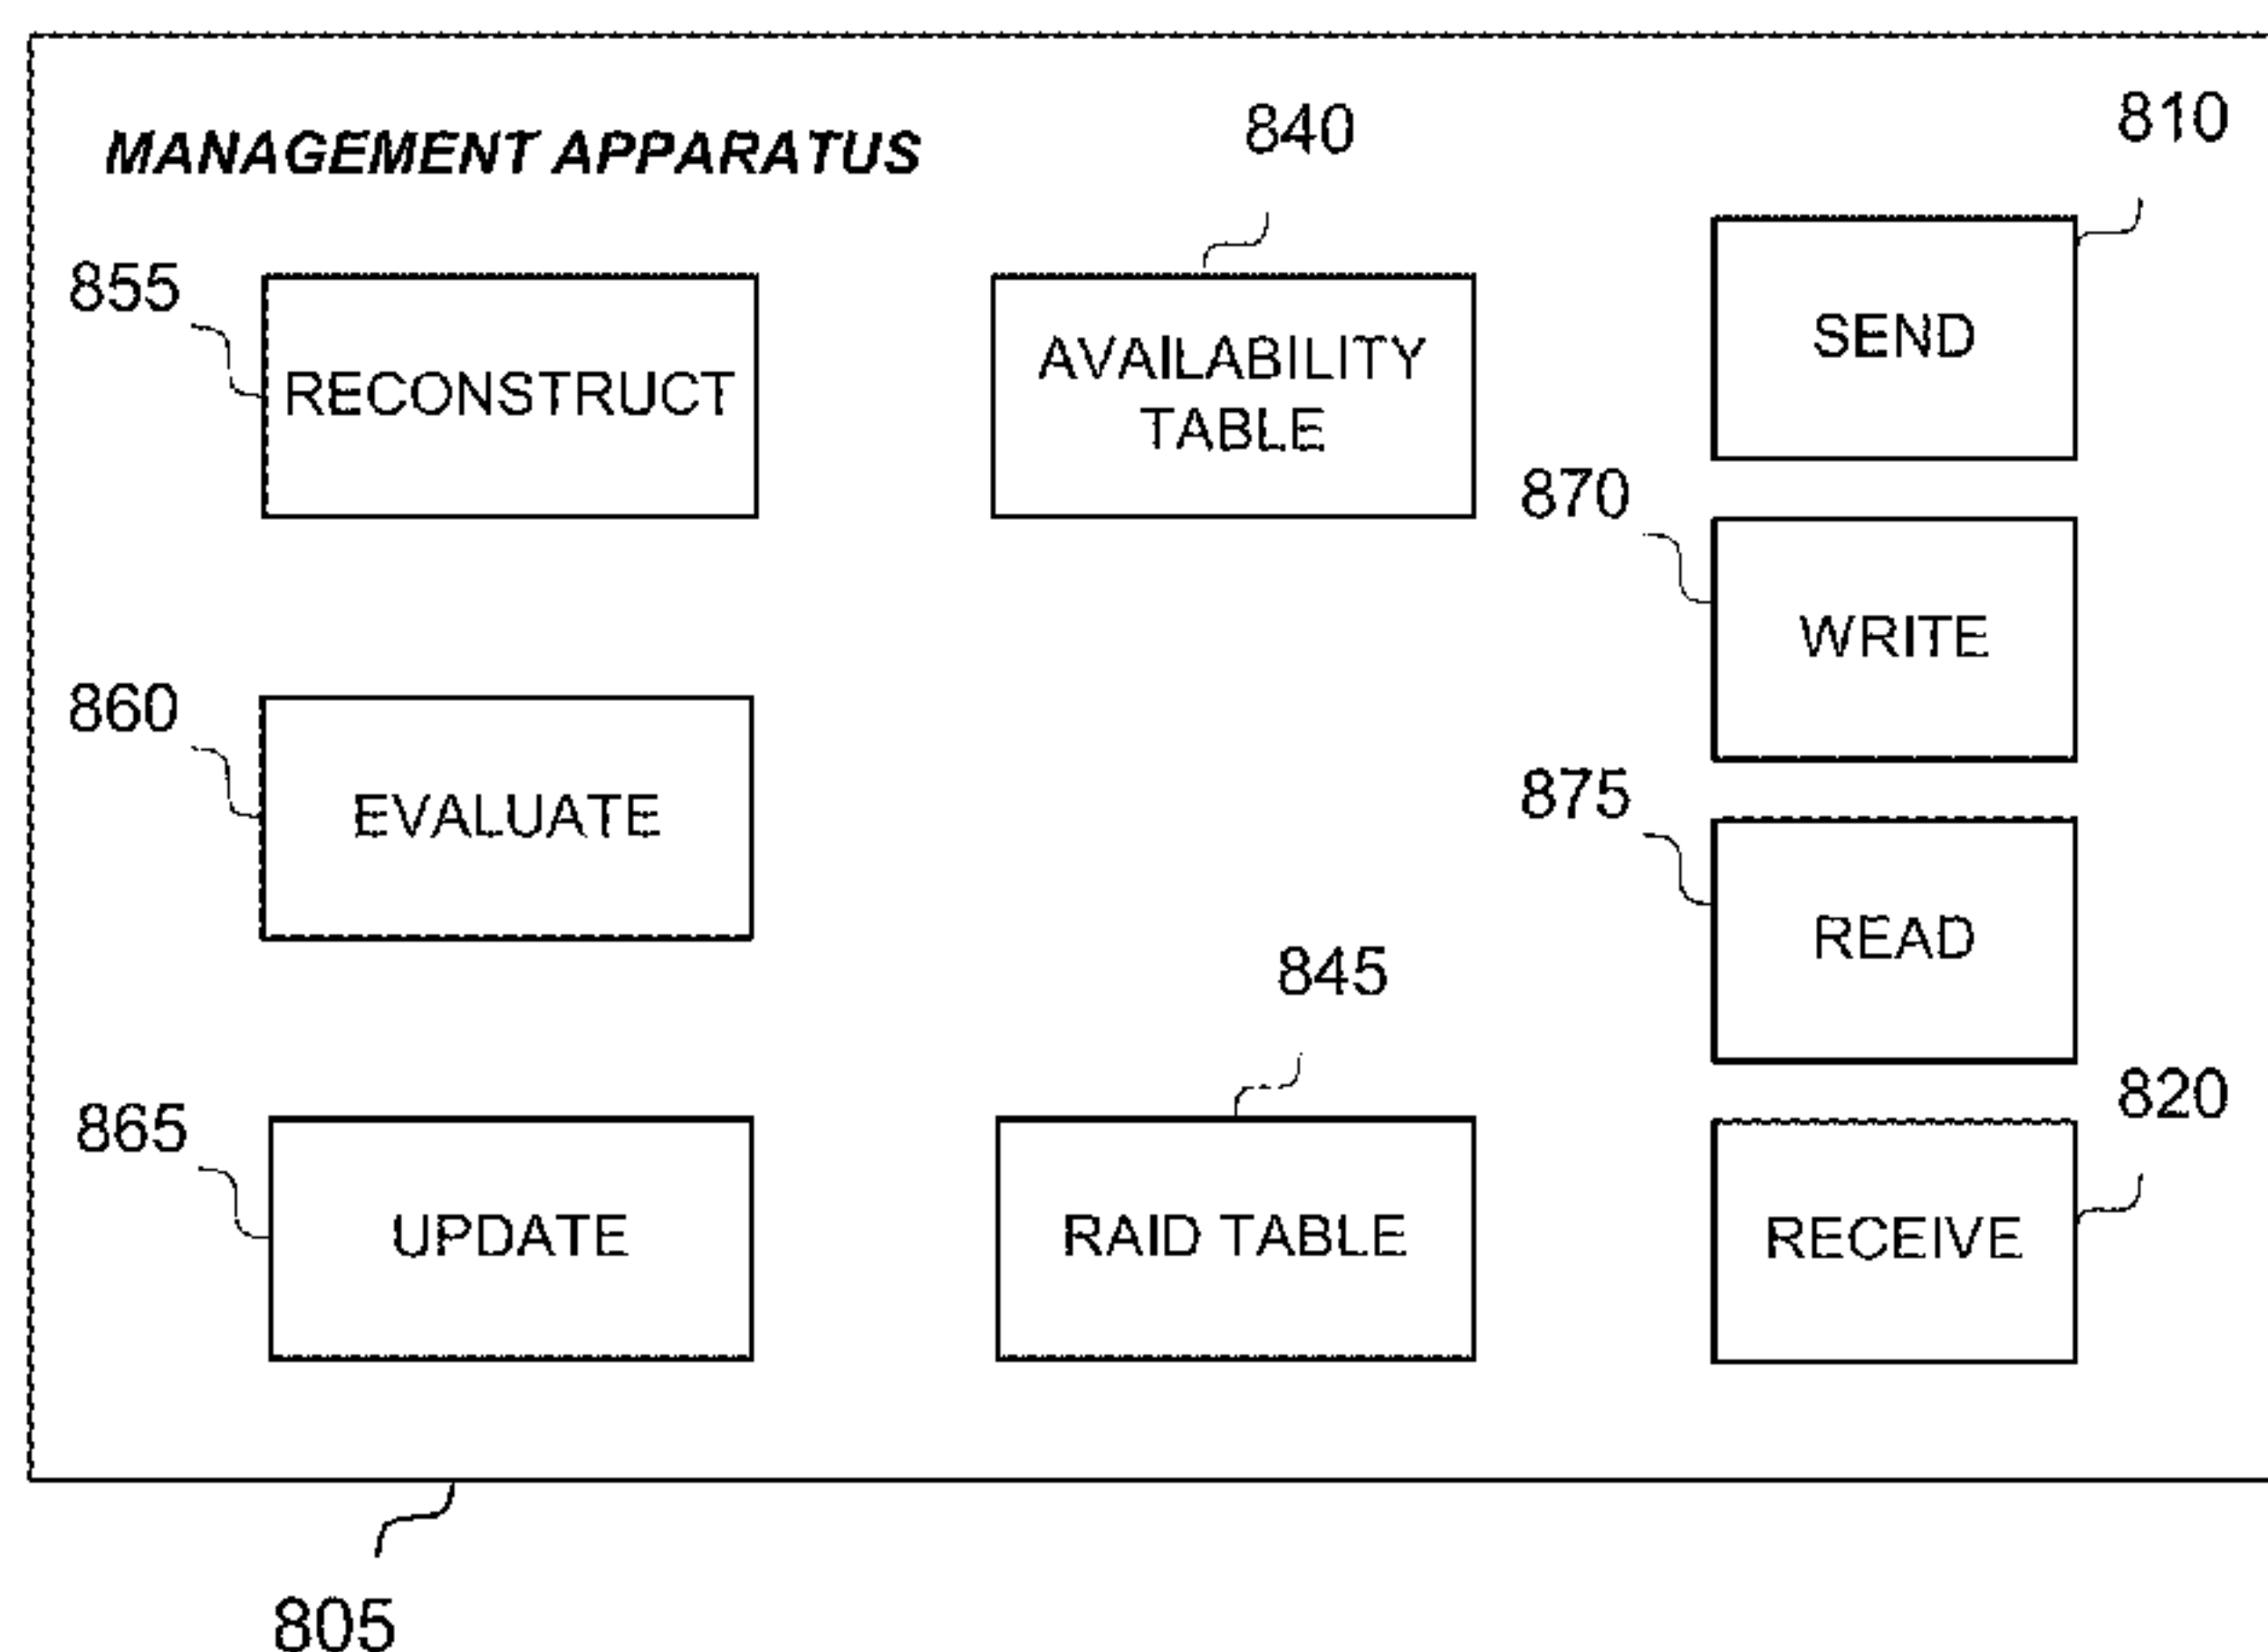 MANAGEMENT APPARATUS
840
810
855
RECONSTRUCT
AVAILABILITY
TABLE
SEND
870
WRITE
860
EVALUATE
875
READ
845
865
UPDATE
RAID TABLE
820
RECEIVE
805